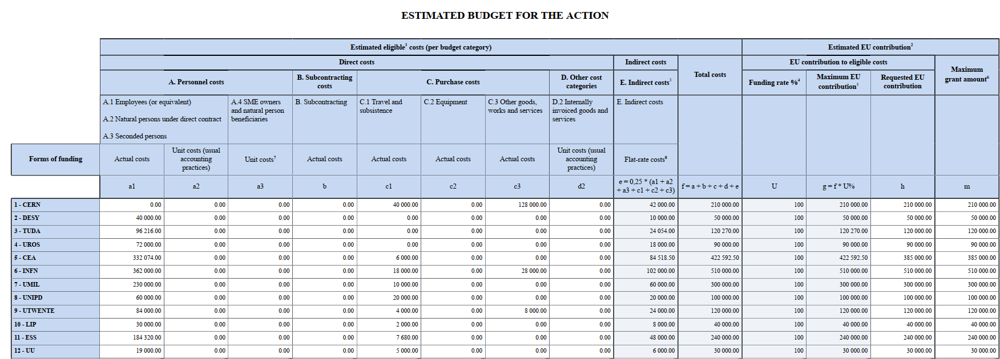 ESTIMATED BUDGET FOR THE ACTION
Estimated eligible¹ costs (per budget category) Estimated EU contribution²
Direct costs Indirect costs Total costs EU contribution to eligible costs Maximum grant amount⁶
A. Personnel costs B. Subcontracting costs C. Purchase costs D. Other cost categories E. Indirect costs³ Funding rate %⁴ Maximum EU contribution⁵ Requested EU contribution
A.1 Employees (or equivalent) A.2 Natural persons under direct contract A.3 Seconded persons A.4 SME owners and natural person beneficiaries B. Subcontracting C.1 Travel and subsistence C.2 Equipment C.3 Other goods, works and services D.2 Internally invoiced goods and services E. Indirect costs
Forms of funding Actual costs Unit costs (usual accounting practices) Unit costs⁷ Actual costs Actual costs Actual costs Actual costs Unit costs (usual accounting practices) Flat-rate costs⁸
a1 a2 a3 b c1 c2 c3 d2 e = 0,25 * (a1 + a2 + a3 + c1 + c2 + c3) f = a + b + c + d + e U g = f * U% h m
1 - CERN 0.00 0.00 0.00 0.00 40 000.00 0.00 128 000.00 0.00 42 000.00 210 000.00 100 210 000.00 210 000.00 210 000.00
2 - DESY 40 000.00 0.00 0.00 0.00 0.00 0.00 0.00 0.00 10 000.00 50 000.00 100 50 000.00 50 000.00 50 000.00
3 - TUDA 96 216.00 0.00 0.00 0.00 0.00 0.00 0.00 0.00 24 054.00 120 270.00 100 120 270.00 120 000.00 120 000.00
4 - UROS 72 000.00 0.00 0.00 0.00 0.00 0.00 0.00 0.00 18 000.00 90 000.00 100 90 000.00 90 000.00 90 000.00
5 - CEA 332 074.00 0.00 0.00 0.00 6 000.00 0.00 0.00 0.00 84 518.50 422 592.50 100 422 592.50 385 000.00 385 000.00
6 - INFN 362 000.00 0.00 0.00 0.00 18 000.00 0.00 28 000.00 0.00 102 000.00 510 000.00 100 510 000.00 510 000.00 510 000.00
7 - UMIL 230 000.00 0.00 0.00 0.00 10 000.00 0.00 0.00 0.00 60 000.00 300 000.00 100 300 000.00 300 000.00 300 000.00
8 - UNIPD 60 000.00 0.00 0.00 0.00 20 000.00 0.00 0.00 0.00 20 000.00 100 000.00 100 100 000.00 100 000.00 100 000.00
9 - UTWENTE 84 000.00 0.00 0.00 0.00 4 000.00 0.00 8 000.00 0.00 24 000.00 120 000.00 100 120 000.00 120 000.00 120 000.00
10 - LIP 30 000.00 0.00 0.00 0.00 2 000.00 0.00 0.00 0.00 8 000.00 40 000.00 100 40 000.00 40 000.00 40 000.00
11 - ESS 184 320.00 0.00 0.00 0.00 7 680.00 0.00 0.00 0.00 48 000.00 240 000.00 100 240 000.00 240 000.00 240 000.00
12 - UU 19 000.00 0.00 0.00 0.00 5 000.00 0.00 0.00 0.00 6 000.00 30 000.00 100 30 000.00 30 000.00 30 000.00